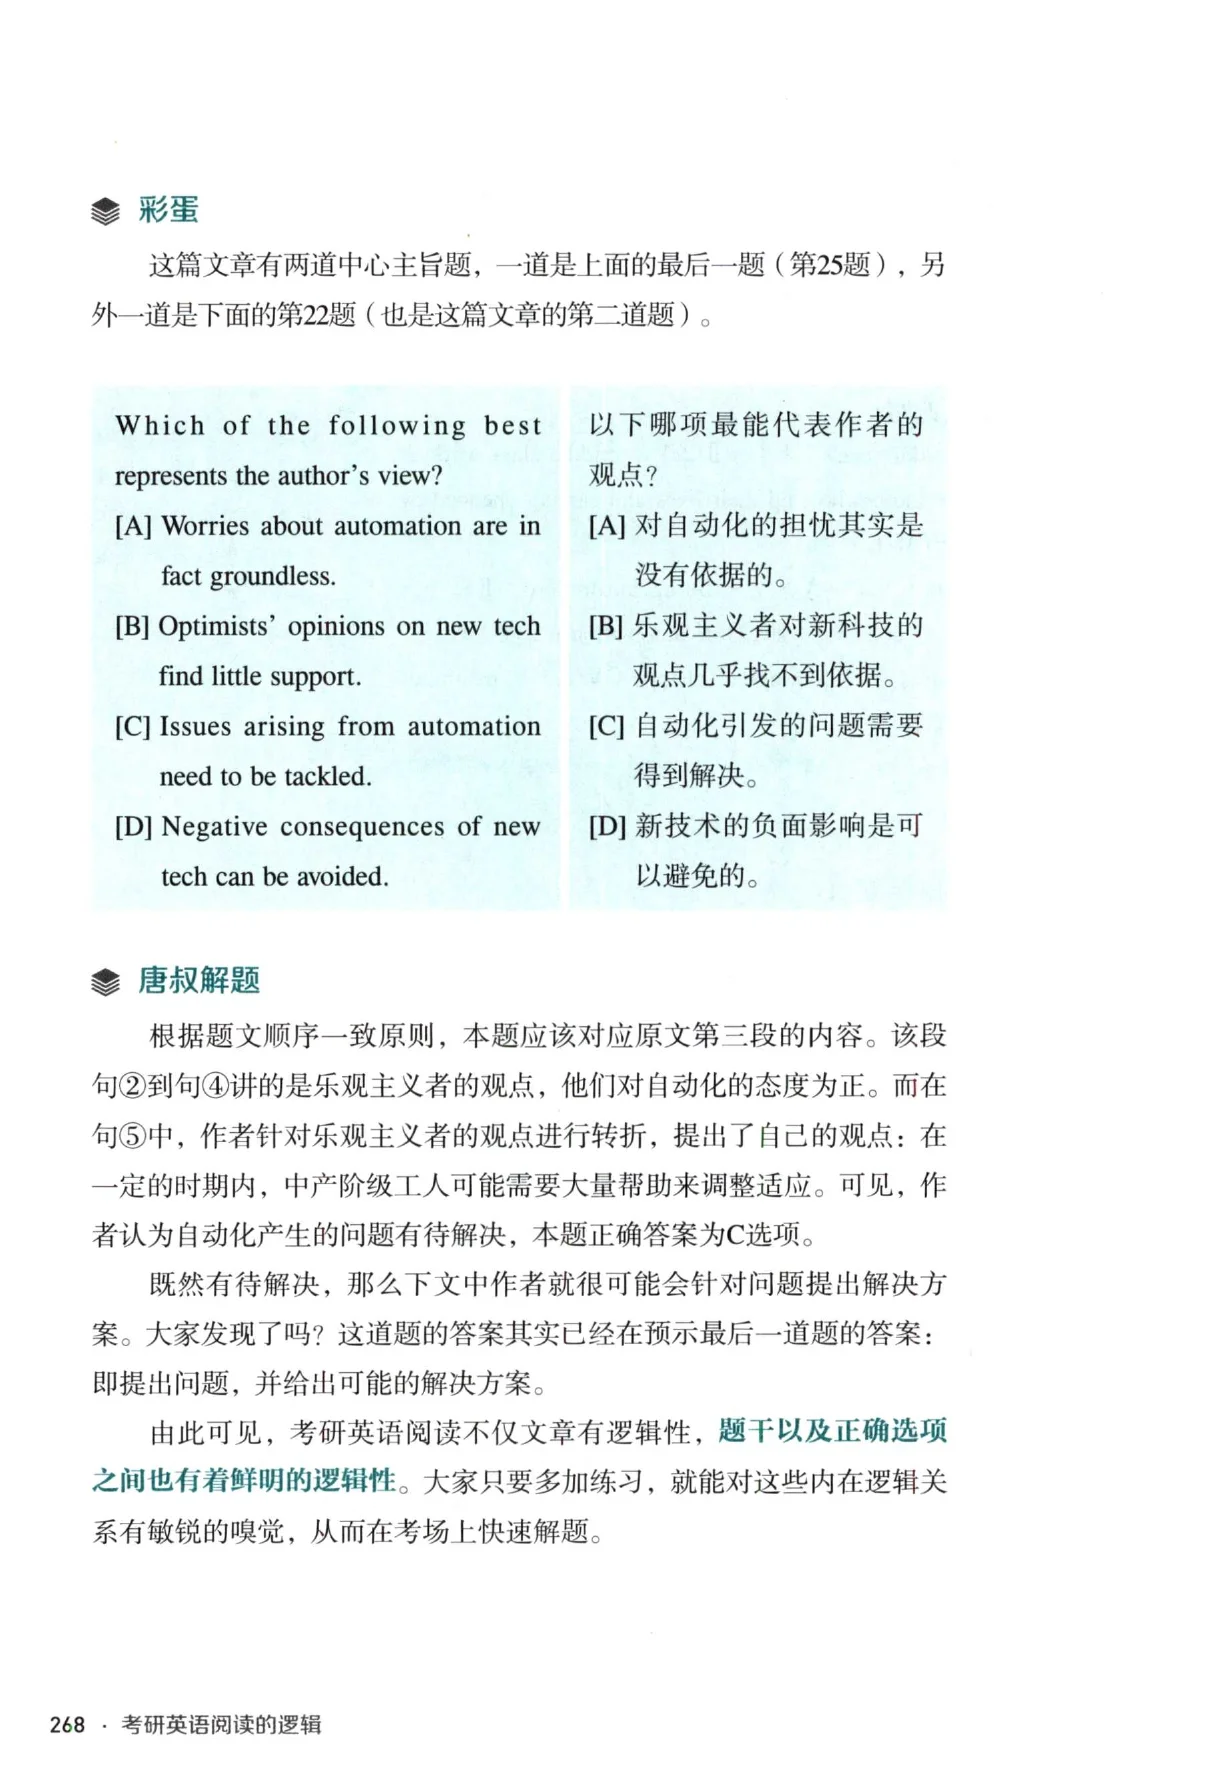 彩蛋
这篇文章有两道中心主旨题，一道是上面的最后一题（第25题），另
外一道是下面的第22题（也是这篇文章的第二道题）。
Which of the following best
represents the author's view?
[A] Worries about automation are in
fact groundless.
[B] Optimists' opinions on new tech
find little support.
[C] Issues arising from automation
need to be tackled.
[D] Negative consequences of new
tech can be avoided.
以下哪项最能代表作者的
观点？
[A] 对自动化的担忧其实是
没有依据的。
[B] 乐观主义者对新科技的
观点几乎找不到依据。
[C] 自动化引发的问题需要
得到解决。
[D] 新技术的负面影响是可
以避免的。
唐叔解题
根据题文顺序一致原则，本题应该对应原文第三段的内容。该段
句②到句④讲的是乐观主义者的观点，他们对自动化的态度为正。而在
句⑤中，作者针对乐观主义者的观点进行转折，提出了自己的观点：在
一定的时期内，中产阶级工人可能需要大量帮助来调整适应。可见，作
者认为自动化产生的问题有待解决，本题正确答案为C选项。
既然有待解决，那么下文中作者就很可能会针对问题提出解决方
案。大家发现了吗？这道题的答案其实已经在预示最后一道题的答案：
即提出问题，并给出可能的解决方案。
由此可见，考研英语阅读不仅文章有逻辑性，题干以及正确选项
之间也有着鲜明的逻辑性。大家只要多加练习，就能对这些内在逻辑关
系有敏锐的嗅觉，从而在考场上快速解题。
268 · 考研英语阅读的逻辑